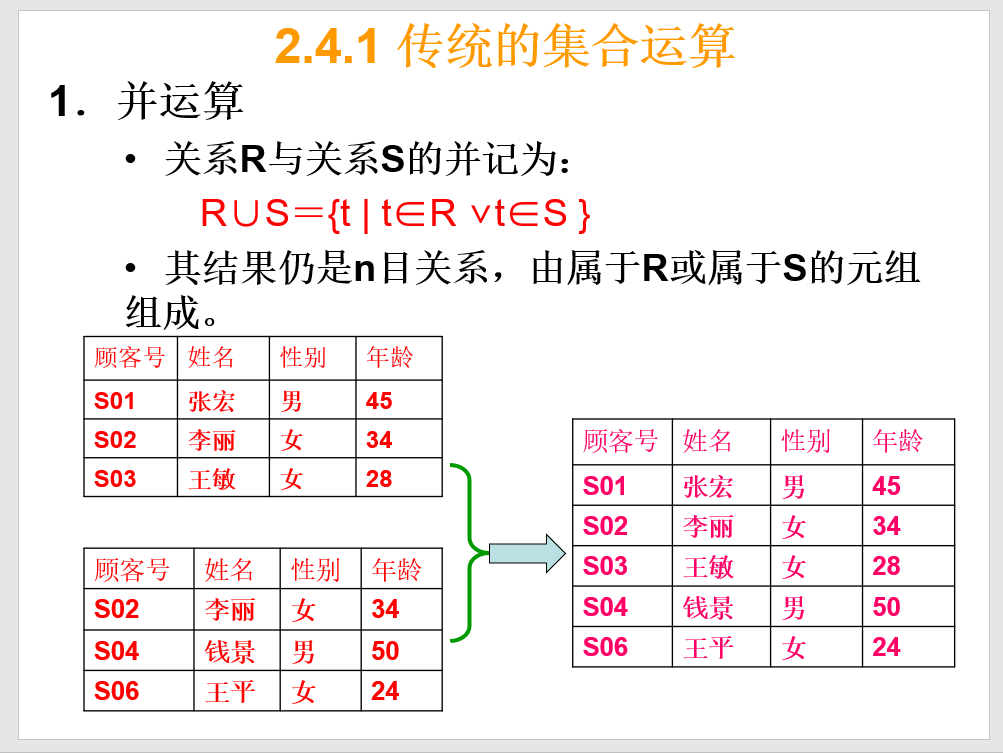 2.4.1 传统的集合运算
1. 并运算
• 关系R与关系S的并记为：
R∪S＝{t | t∈R ∨t∈S }
• 其结果仍是n目关系，由属于R或属于S的元组
组成。
顾客号 姓名 性别 年龄
S01 张宏 男 45
S02 李丽 女 34
S03 王敏 女 28
顾客号 姓名 性别 年龄
S02 李丽 女 34
S04 钱景 男 50
S06 王平 女 24
顾客号 姓名 性别 年龄
S01 张宏 男 45
S02 李丽 女 34
S03 王敏 女 28
S04 钱景 男 50
S06 王平 女 24